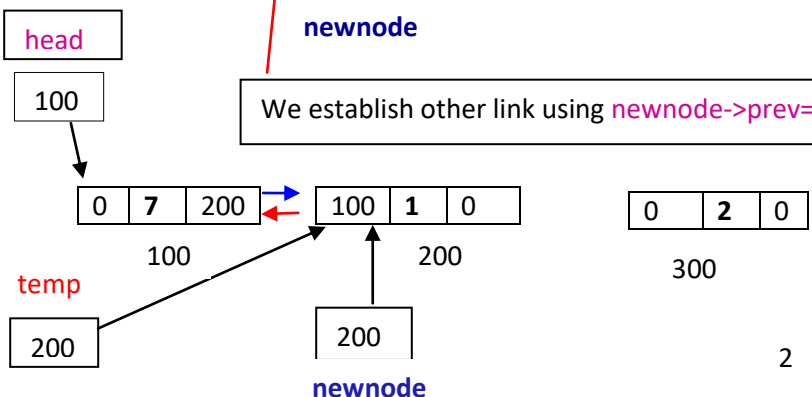 newnode
head
We establish other link using newnode->prev=
100
0 7 200 100 1 0 0 2 0
100 200 300
temp
200 200
2
newnode